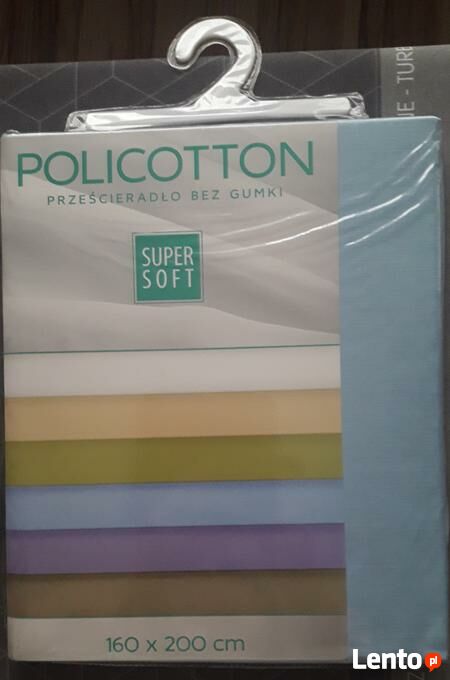 POLICOTTON
PRZEŚCIERADŁO BEZ GUMKI
SUPER
SOFT
160 x 200 cm
Lento.pl